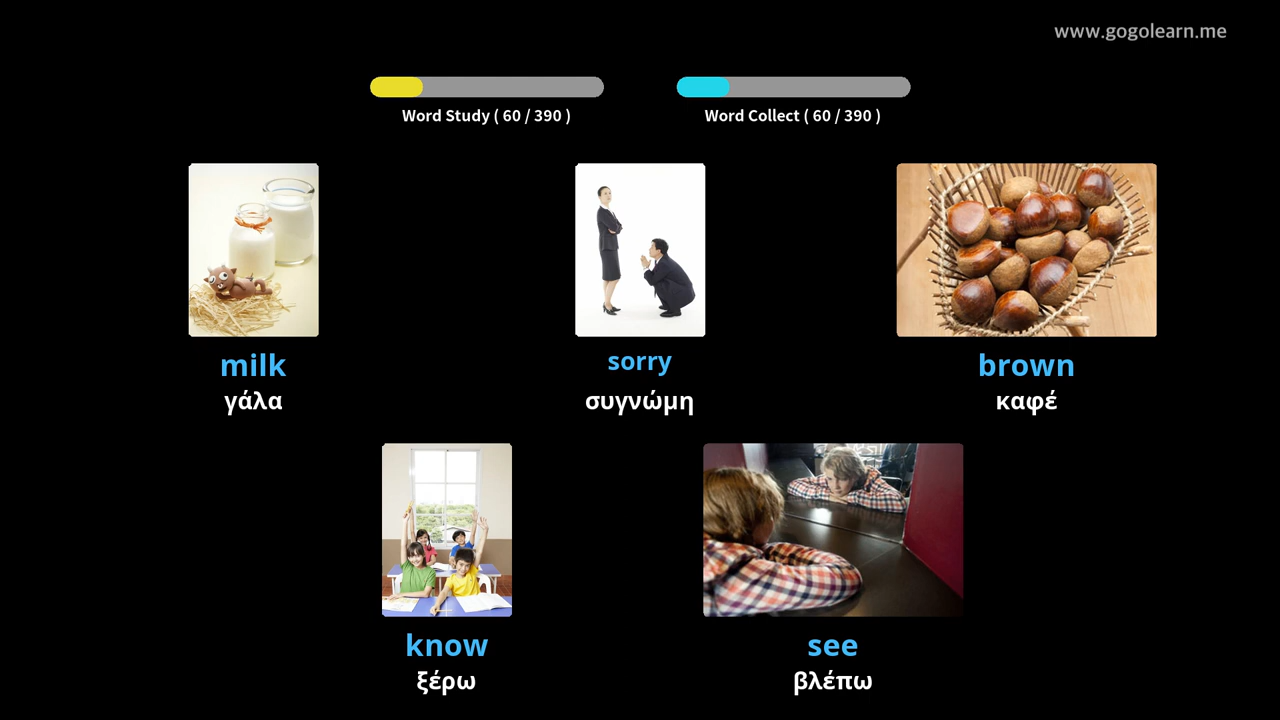 www.gogolearn.me
Word Study ( 60 / 390 )
Word Collect ( 60 / 390 )
milk
γάλα
sorry
συγνώμη
brown
καφέ
know
ξέρω
see
βλέπω